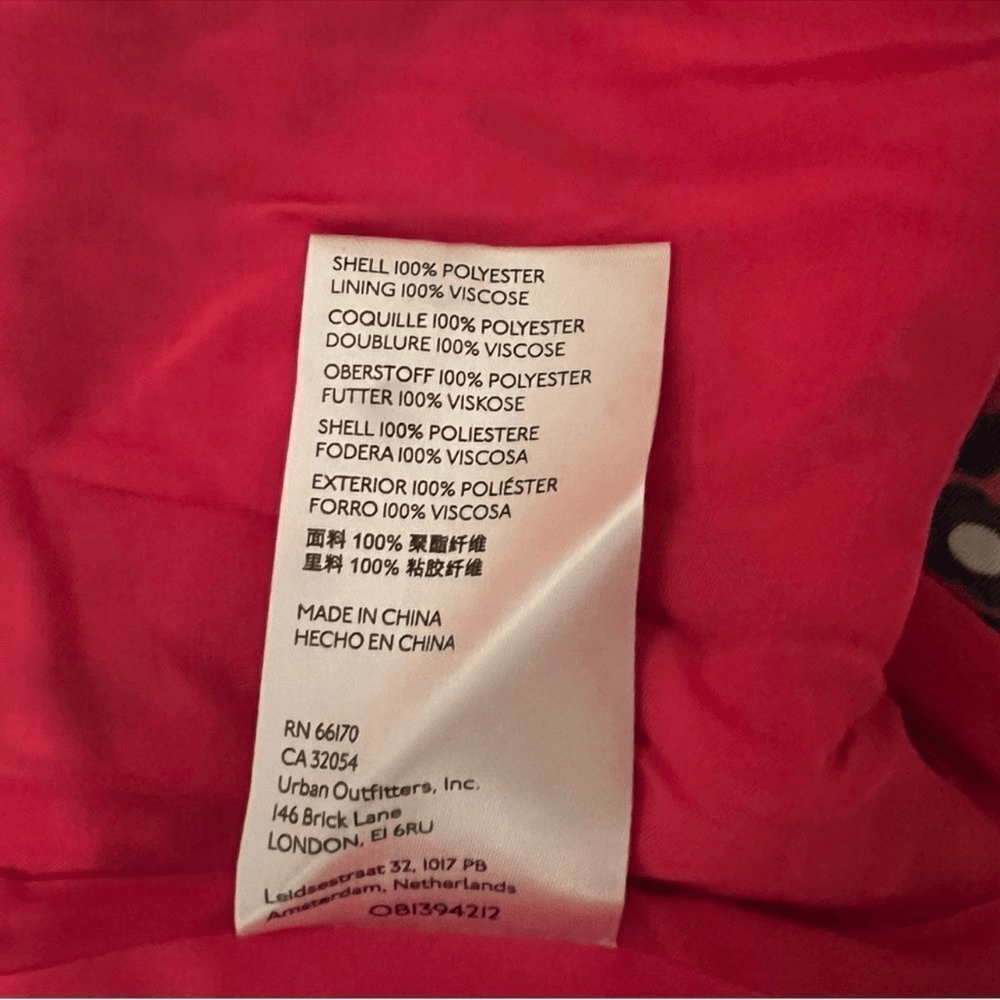 SHELL 100% POLYESTER
LINING 100% VISCOSE
COQUILLE 100% POLYESTER
DOUBLURE 100% VISCOSE
OBERSTOFF 100% POLYESTER
FUTTER 100% VISKOSE
SHELL 100% POLIESTERE
FODERA 100% VISCOSA
EXTERIOR 100% POLIÉSTER
FORRO 100% VISCOSA
面料 100% 聚酯纤维
里料 100% 粘胶纤维
MADE IN CHINA
HECHO EN CHINA
RN 66170
CA 32054
Urban Outfitters, Inc.
146 Brick Lane
LONDON, E1 6RU
Leidsestraat 32, 1017 PB
Amsterdam, Netherlands
OB1394212